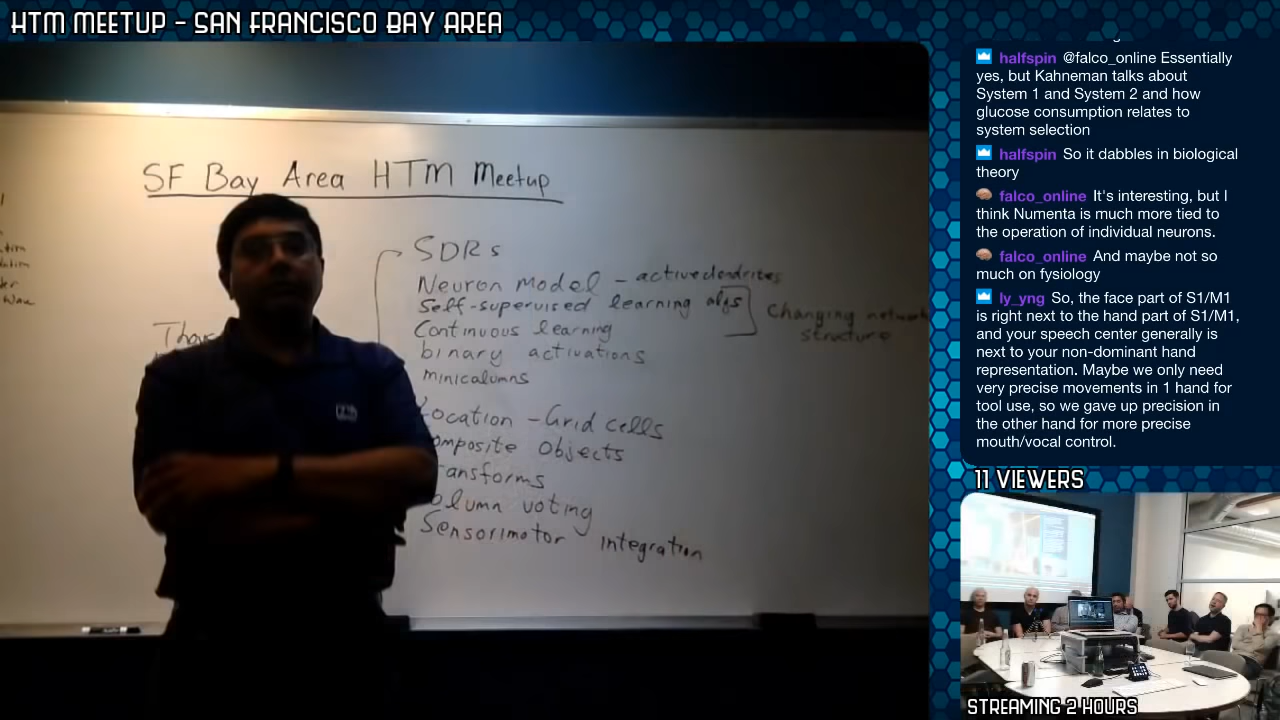 HTM MEETUP - SAN FRANCISCO BAY AREA
SF Bay Area HTM Meetup
SDRs
Neuron model - active dendrites
Self-supervised learning algs
Continuous learning
binary activations
minicolumns
Changing network
structure
Thou
Location - Grid cells
omposite Objects
ransforms
olumn voting
Sensorimotor integration
halfspin @falco_online Essentially
yes, but Kahneman talks about
System 1 and System 2 and how
glucose consumption relates to
system selection
halfspin So it dabbles in biological
theory
falco_online It's interesting, but I
think Numenta is much more tied to
the operation of individual neurons.
falco_online And maybe not so
much on fysiology
ly_yng So, the face part of S1/M1
is right next to the hand part of S1/M1,
and your speech center generally is
next to your non-dominant hand
representation. Maybe we only need
very precise movements in 1 hand for
tool use, so we gave up precision in
the other hand for more precise
mouth/vocal control.
11 VIEWERS
STREAMING 2 HOURS